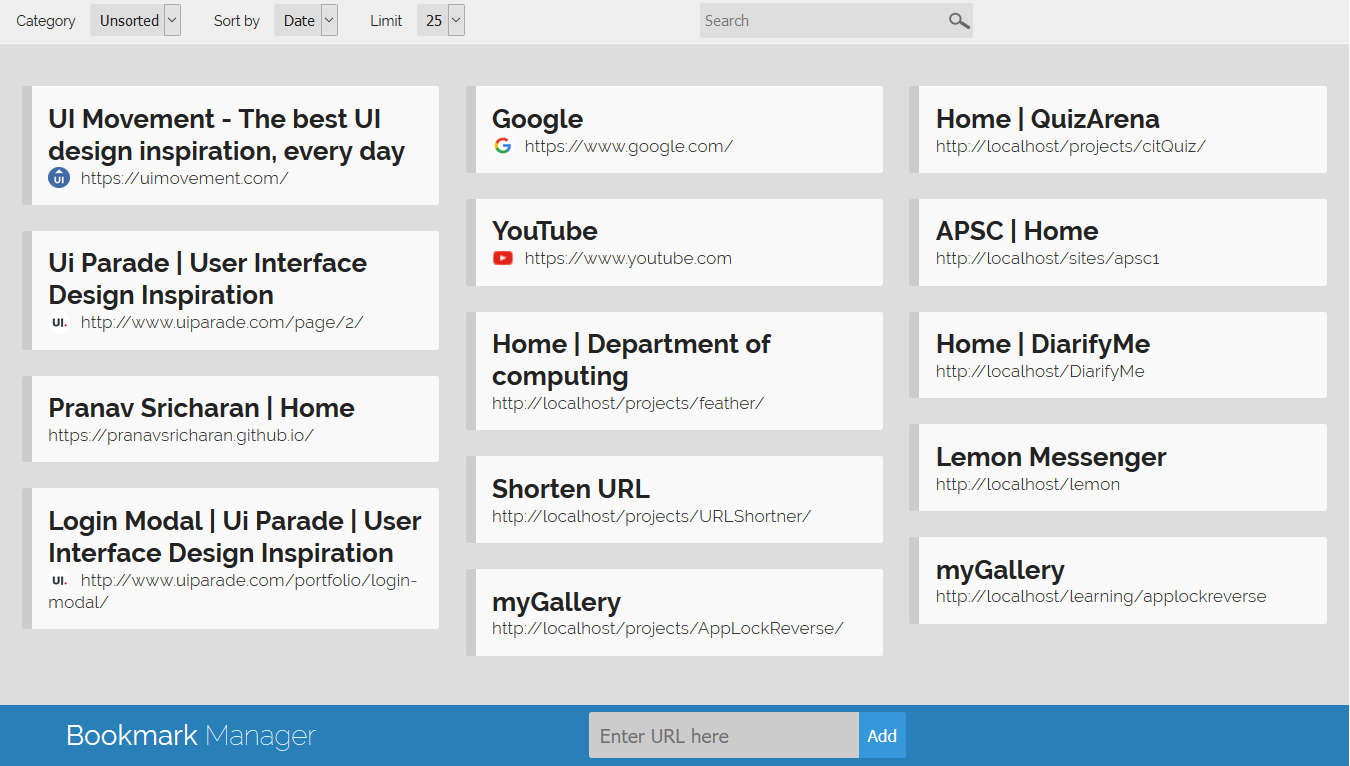 Category Unsorted Sort by Date Limit 25 Search
UI Movement - The best UI
design inspiration, every day
UI https://uimovement.com/
Ui Parade | User Interface
Design Inspiration
UI. http://www.uiparade.com/page/2/
Pranav Sricharan | Home
https://pranavsricharan.github.io/
Login Modal | Ui Parade | User
Interface Design Inspiration
UI. http://www.uiparade.com/portfolio/login-
modal/
Google
G https://www.google.com/
YouTube
https://www.youtube.com
Home | Department of
computing
http://localhost/projects/feather/
Shorten URL
http://localhost/projects/URLShortner/
myGallery
http://localhost/projects/AppLockReverse/
Home | QuizArena
http://localhost/projects/citQuiz/
APSC | Home
http://localhost/sites/apsc1
Home | DiarifyMe
http://localhost/DiarifyMe
Lemon Messenger
http://localhost/lemon
myGallery
http://localhost/learning/applockreverse
Bookmark Manager Enter URL here Add